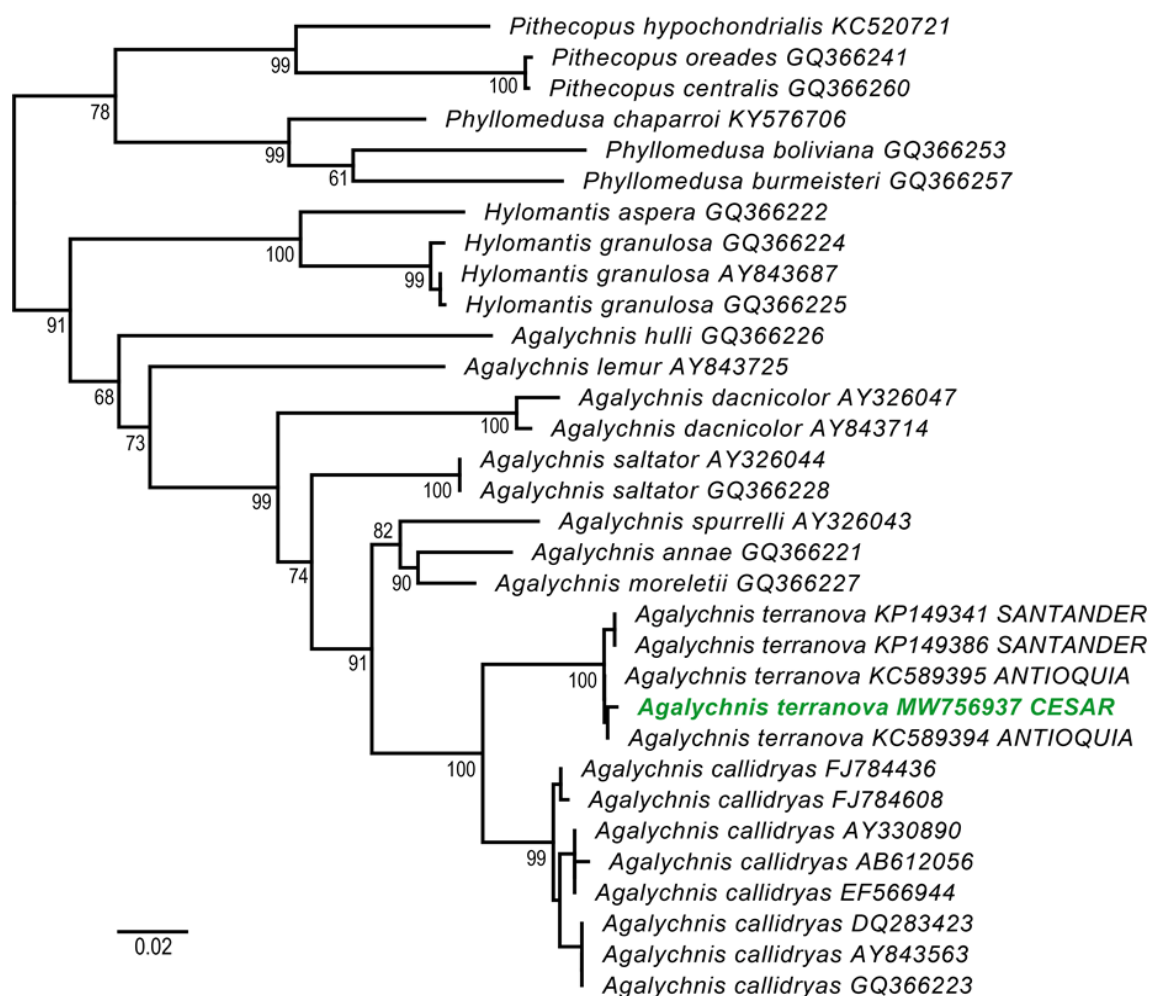 Pithecopus hypochondrialis KC520721
99
Pithecopus oreades GQ366241
100
Pithecopus centralis GQ366260
78
Phyllomedusa chaparroi KY576706
99
Phyllomedusa boliviana GQ366253
61
Phyllomedusa burmeisteri GQ366257
Hylomantis aspera GQ366222
100
Hylomantis granulosa GQ366224
99
Hylomantis granulosa AY843687
Hylomantis granulosa GQ366225
91
Agalychnis hulli GQ366226
Agalychnis lemur AY843725
68
Agalychnis dacnicolor AY326047
100
Agalychnis dacnicolor AY843714
73
Agalychnis saltator AY326044
100
Agalychnis saltator GQ366228
99
Agalychnis spurrelli AY326043
82
Agalychnis annae GQ366221
90
Agalychnis moreletii GQ366227
74
Agalychnis terranova KP149341 SANTANDER
Agalychnis terranova KP149386 SANTANDER
91
Agalychnis terranova KC589395 ANTIOQUIA
100
Agalychnis terranova MW756937 CESAR
Agalychnis terranova KC589394 ANTIOQUIA
100
Agalychnis callidryas FJ784436
Agalychnis callidryas FJ784608
Agalychnis callidryas AY330890
99
Agalychnis callidryas AB612056
Agalychnis callidryas EF566944
Agalychnis callidryas DQ283423
0.02
Agalychnis callidryas AY843563
Agalychnis callidryas GQ366223